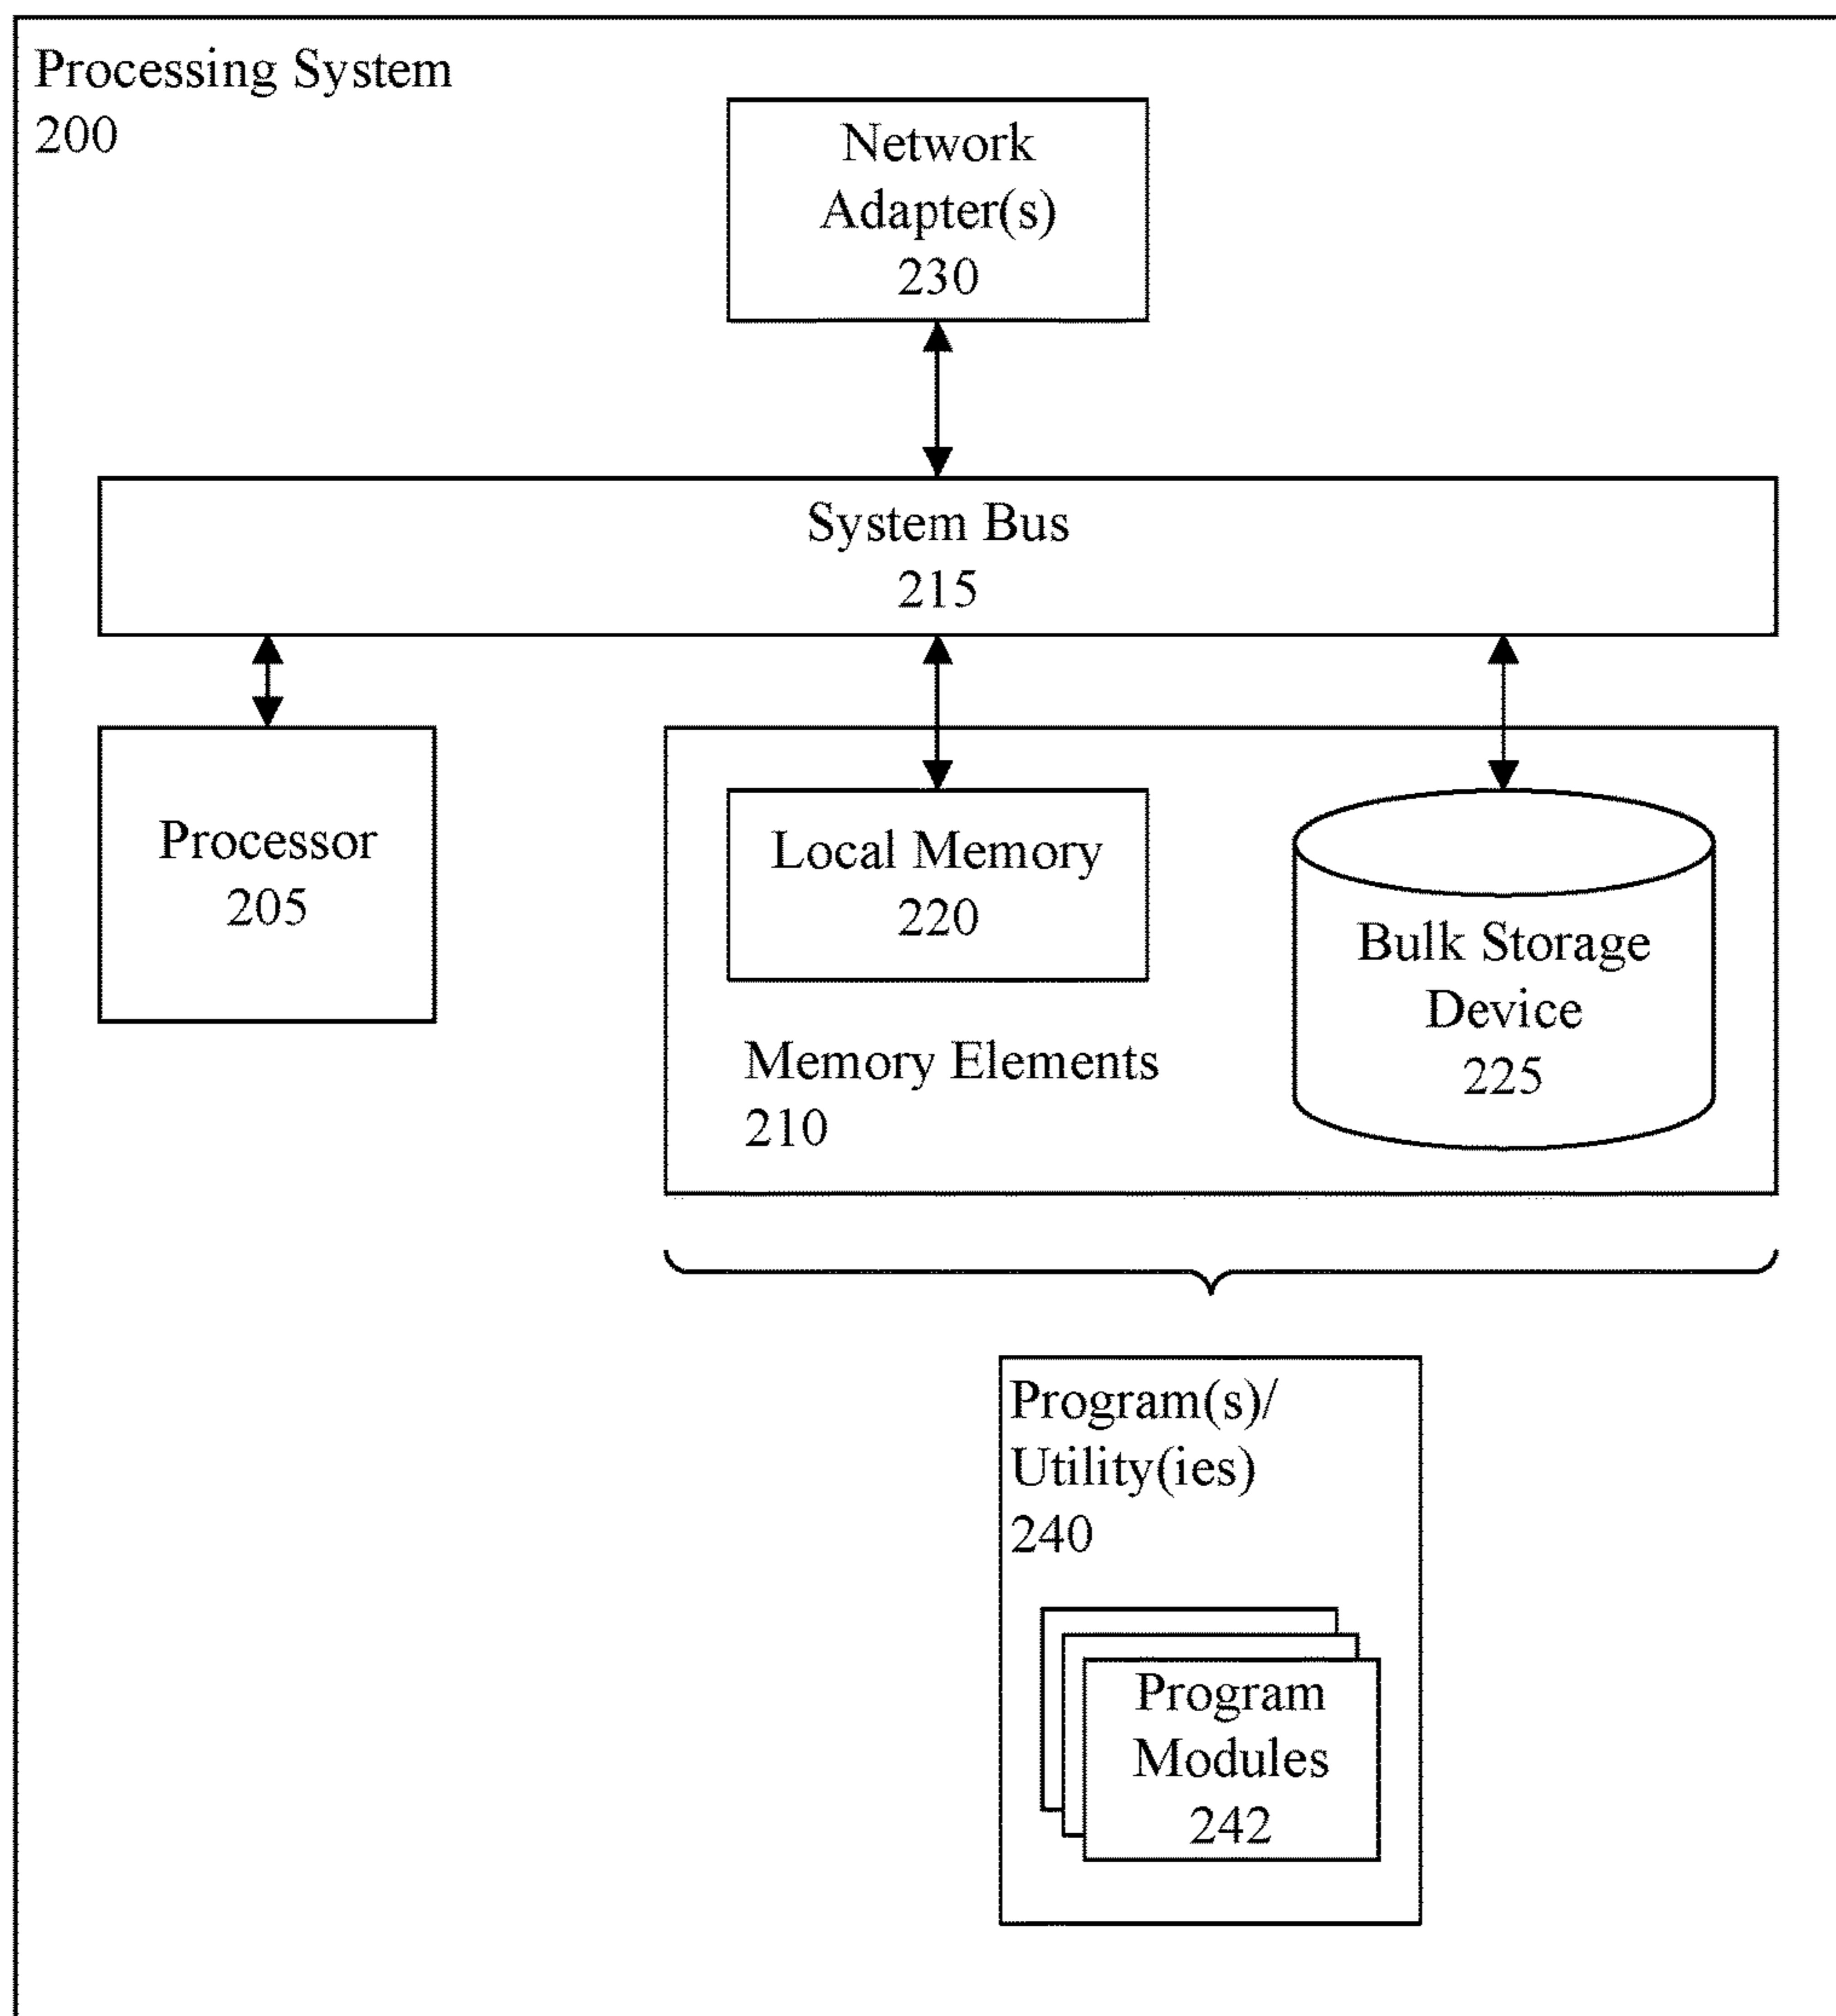 Processing System
200
Network
Adapter(s)
230
System Bus
215
Processor
205
Local Memory
220
Memory Elements
210
Bulk Storage
Device
225
Program(s)/
Utility(ies)
240
Program
Modules
242